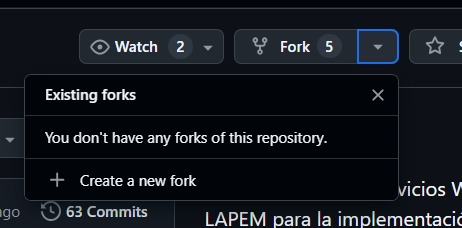 Watch 2
Fork 5
Existing forks
You don't have any forks of this repository.
Create a new fork
ago
63 Commits
vicios W
LAPEM para la implementació